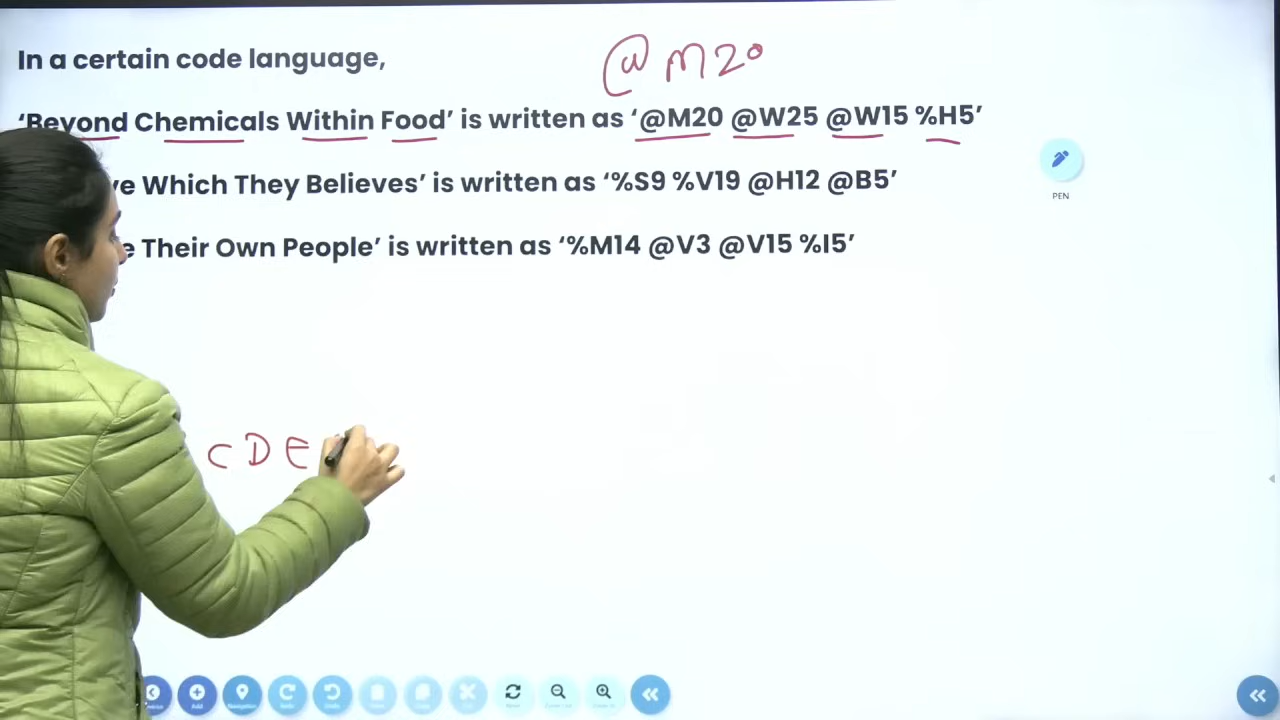 In a certain code language,
@M20
'Beyond Chemicals Within Food' is written as '@M20 @W25 @W15 %H5'
Which They Believes' is written as '%S9 %V19 @H12 @B5'
Their Own People' is written as '%M14 @V3 @V15 %I5'
PEN
C D E